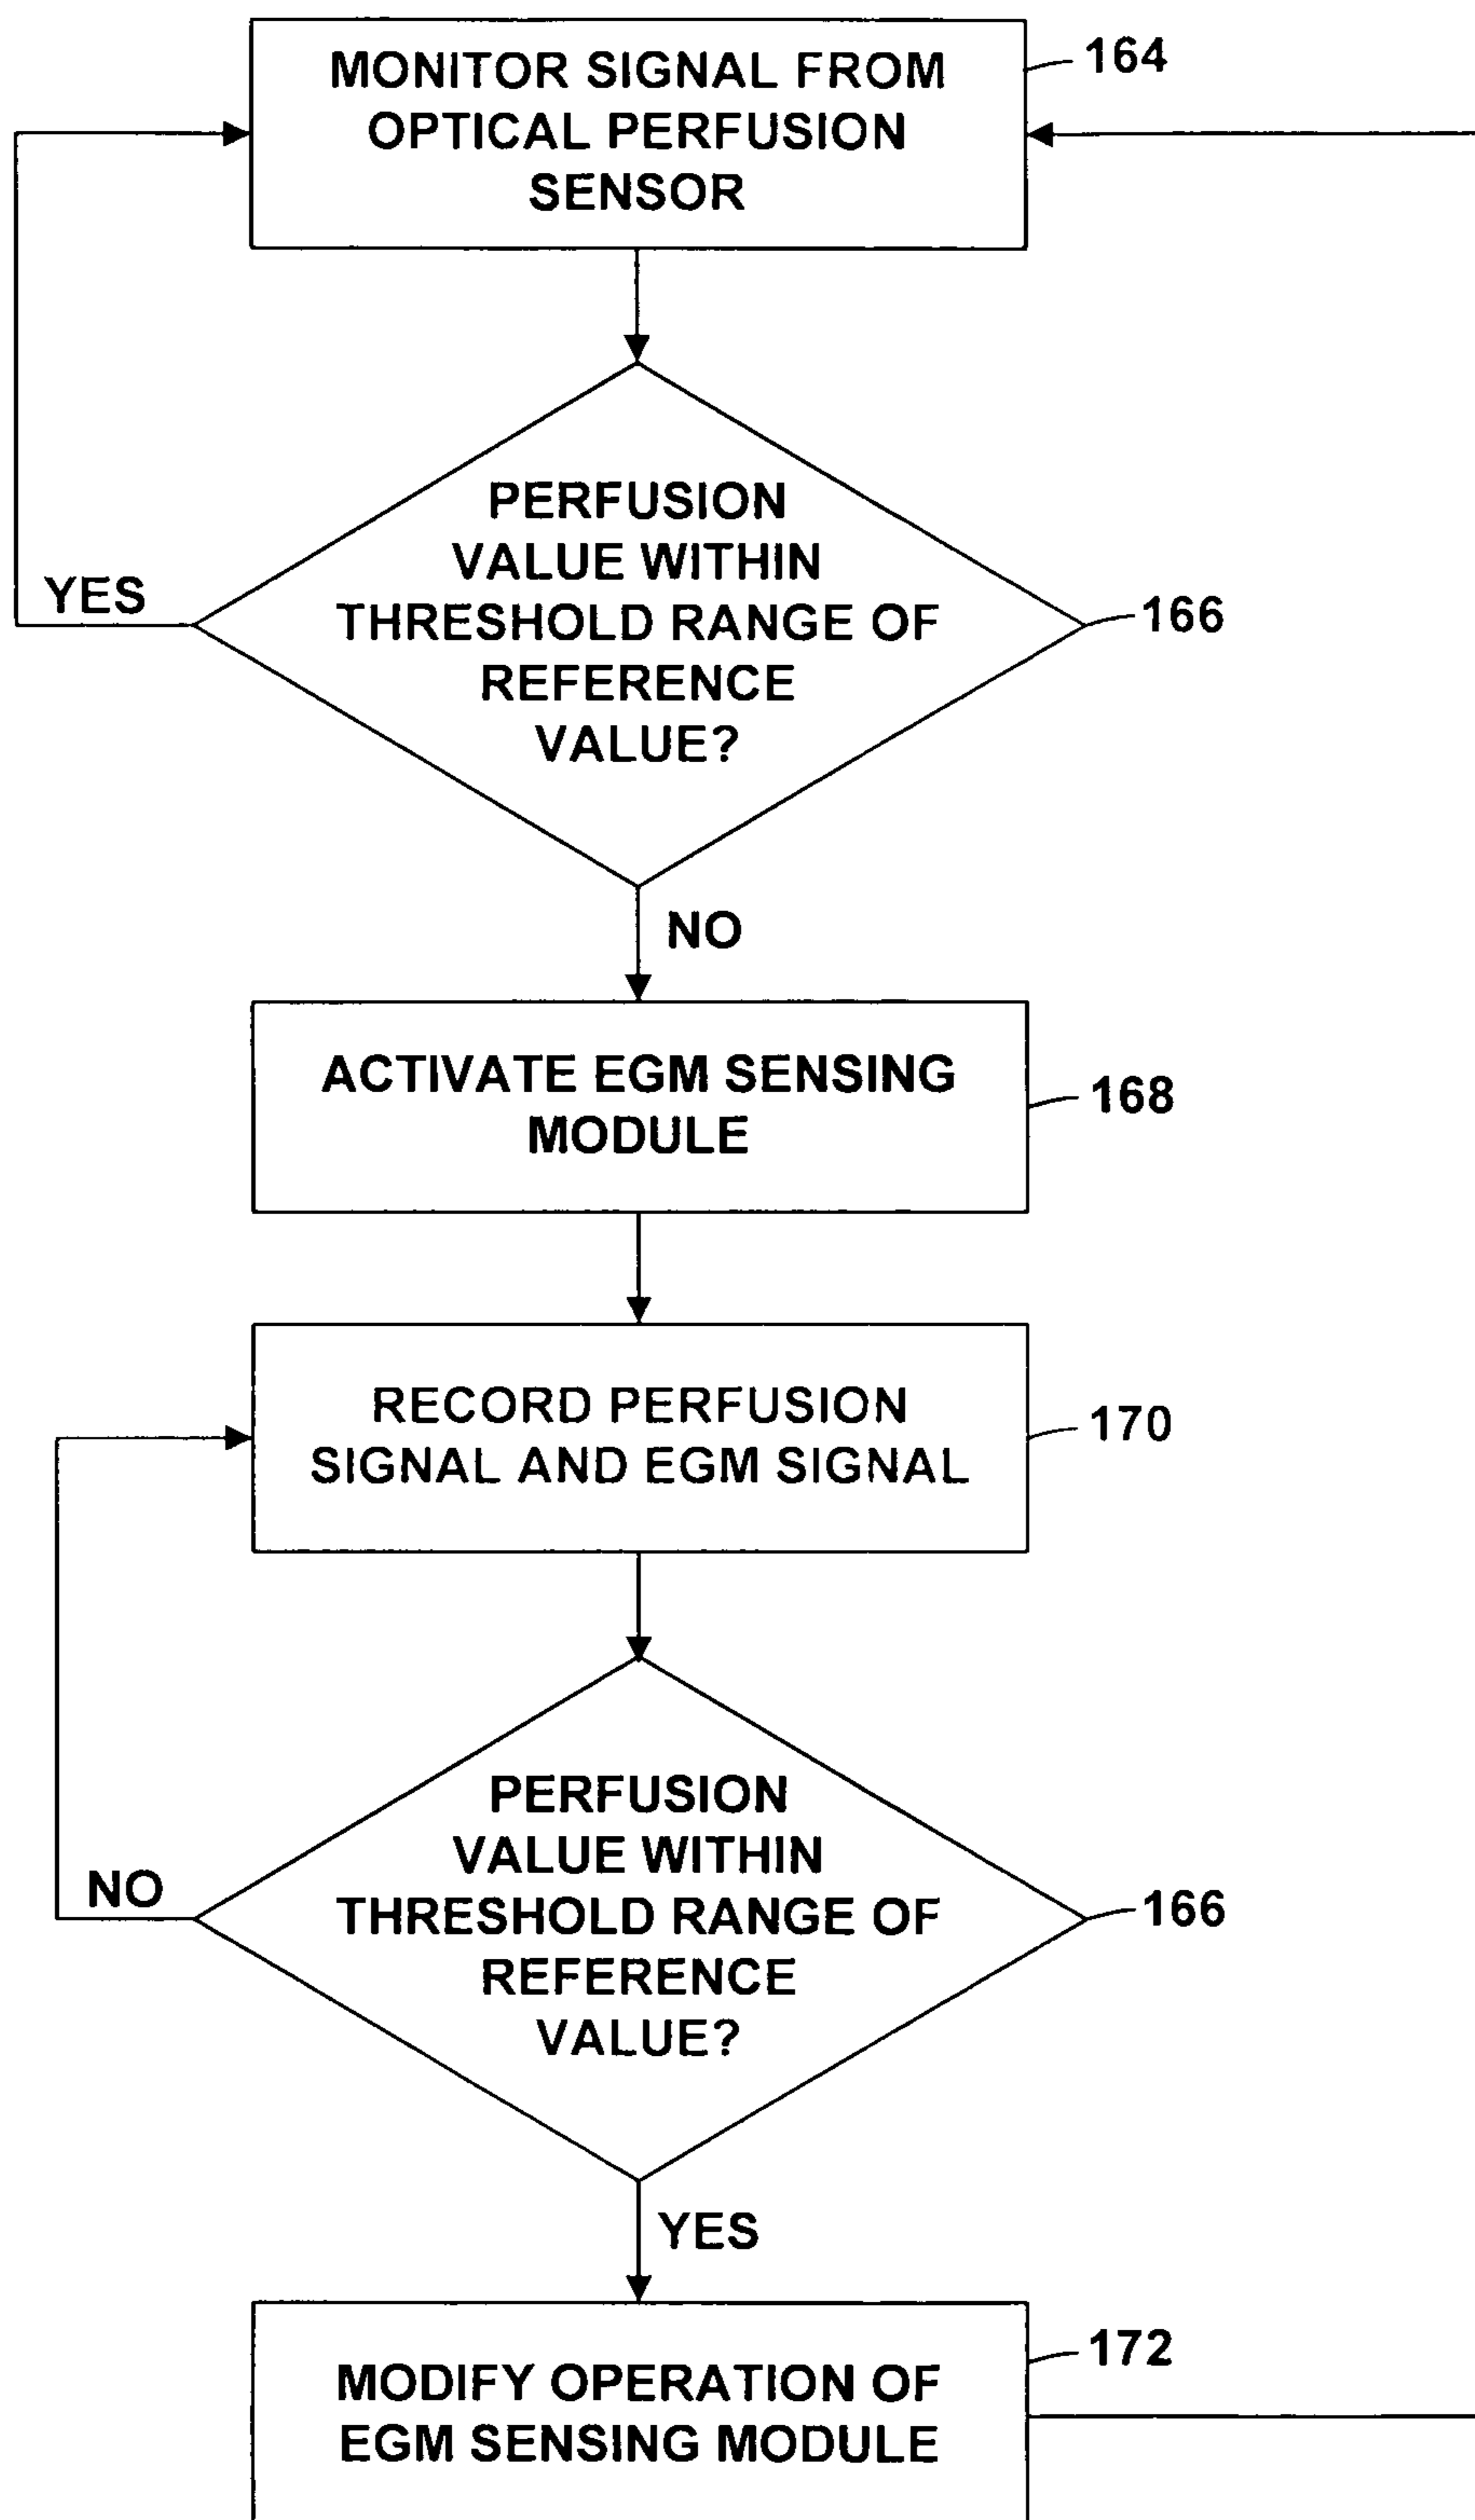 MONITOR SIGNAL FROM
OPTICAL PERFUSION
SENSOR
164
PERFUSION
VALUE WITHIN
THRESHOLD RANGE OF
REFERENCE
VALUE?
166
YES
NO
ACTIVATE EGM SENSING
MODULE
168
RECORD PERFUSION
SIGNAL AND EGM SIGNAL
170
PERFUSION
VALUE WITHIN
THRESHOLD RANGE OF
REFERENCE
VALUE?
166
NO
YES
MODIFY OPERATION OF
EGM SENSING MODULE
172